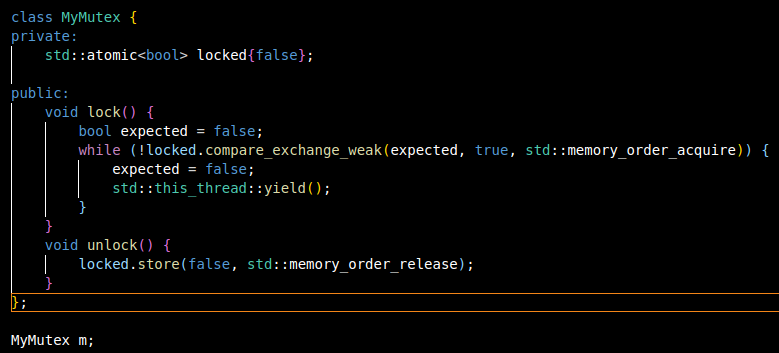 class MyMutex {
private:
    std::atomic<bool> locked{false};

public:
    void lock() {
        bool expected = false;
        while (!locked.compare_exchange_weak(expected, true, std::memory_order_acquire)) {
            expected = false;
            std::this_thread::yield();
        }
    }
    void unlock() {
        locked.store(false, std::memory_order_release);
    }
};

MyMutex m;